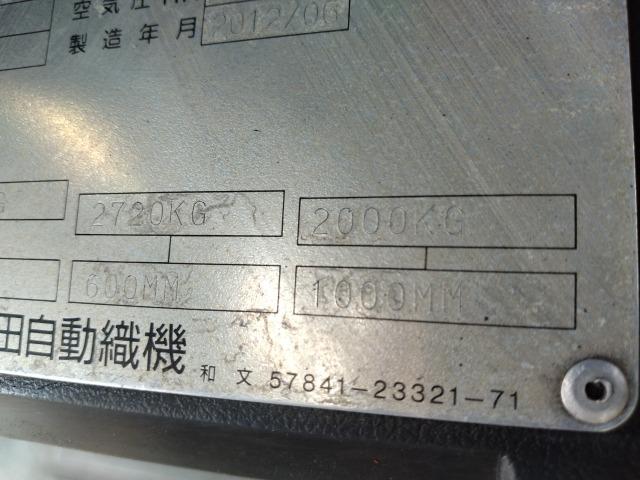 空気圧
製造年月 2012/06
2720KG 2000KG
600MM 1000MM
田自動織機 和文 57841-23321-71